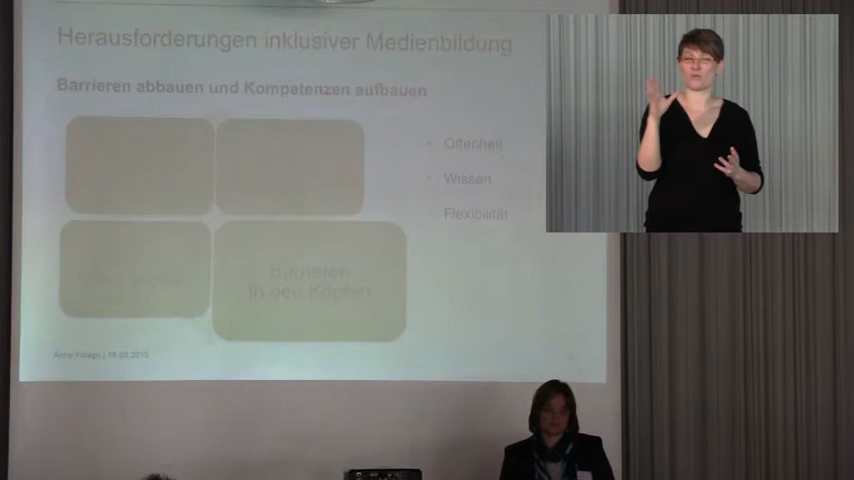 Herausforderungen inklusiver Medienbildung
Barrieren abbauen und Kompetenzen aufbauen
• Offenheit
• Wissen
Flexibilität
Barrieren
in den Köpfen